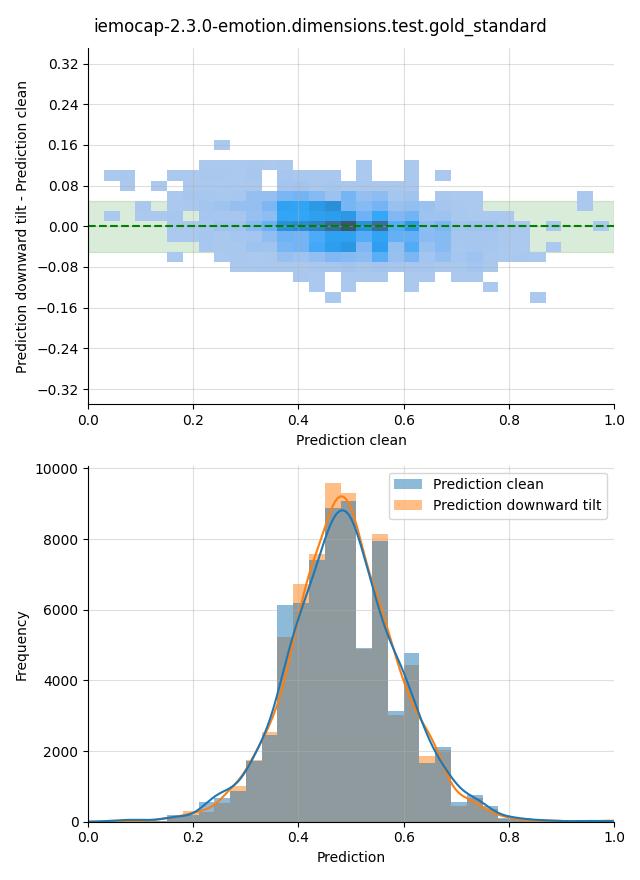 iemocap-2.3.0-emotion.dimensions.test.gold_standard
0.32
0.24
0.16
0.08
0.00
−0.08
−0.16
−0.24
−0.32
Prediction downward tilt - Prediction clean
0.0 0.2 0.4 0.6 0.8 1.0
Prediction clean
10000
8000
6000
4000
2000
0
Frequency
Prediction clean
Prediction downward tilt
0.0 0.2 0.4 0.6 0.8 1.0
Prediction